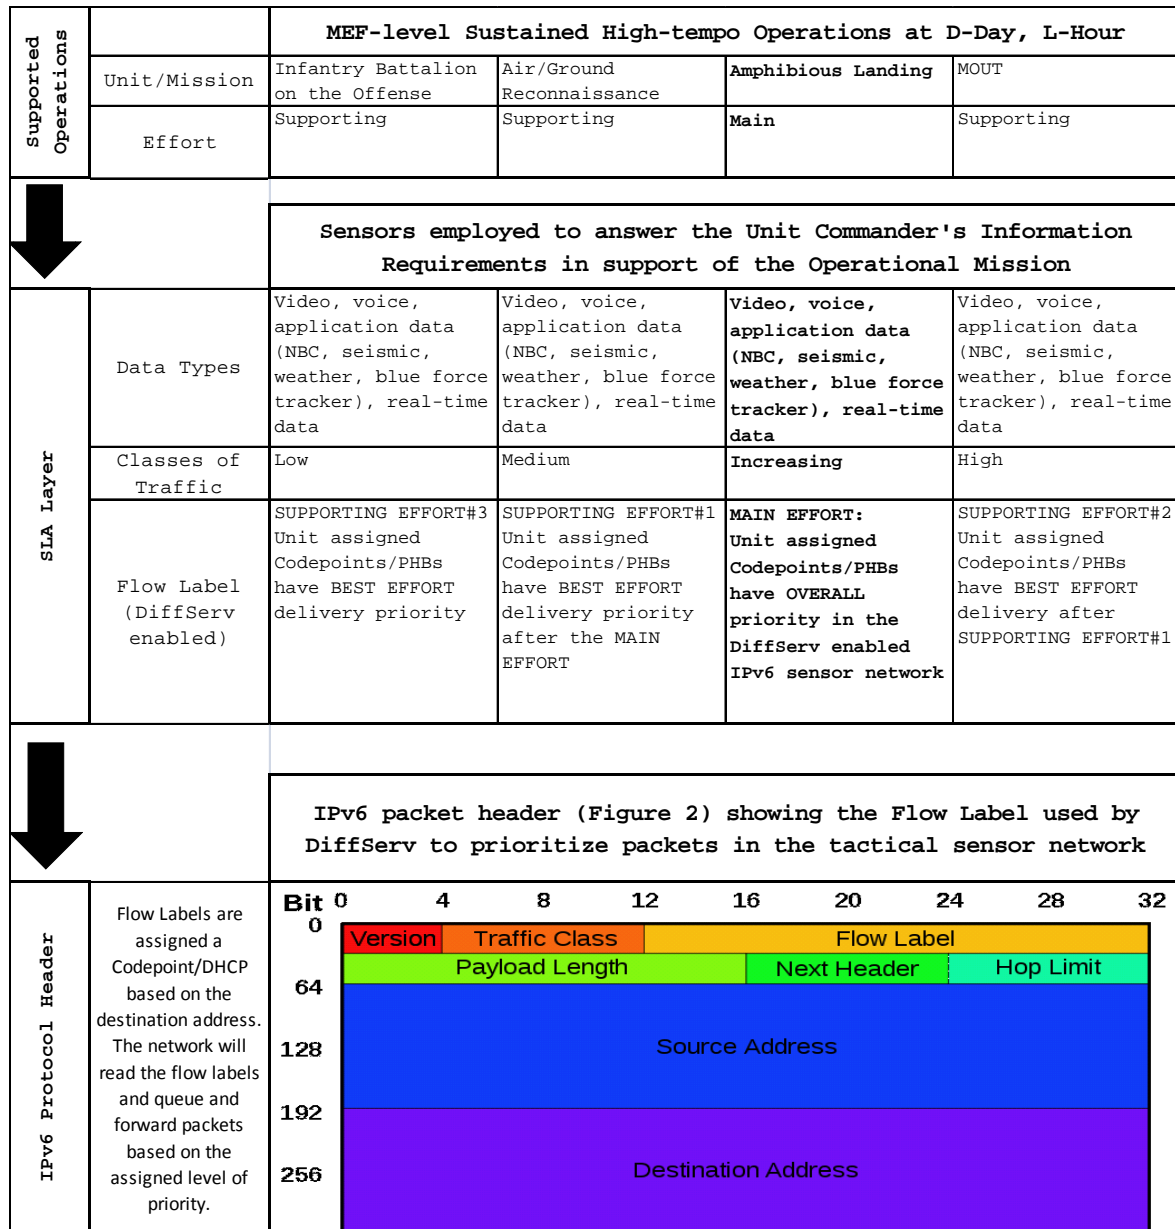 Supported
Operations
MEF-level Sustained High-tempo Operations at D-Day, L-Hour
Unit/Mission
Infantry Battalion
on the Offense
Air/Ground
Reconnaissance
Amphibious Landing
MOUT
Effort
Supporting
Supporting
Main
Supporting
Sensors employed to answer the Unit Commander's Information
Requirements in support of the Operational Mission
SLA Layer
Data Types
Video, voice,
application data
(NBC, seismic,
weather, blue force
tracker), real-time
data
Video, voice,
application data
(NBC, seismic,
weather, blue force
tracker), real-time
data
Video, voice,
application data
(NBC, seismic,
weather, blue force
tracker), real-time
data
Video, voice,
application data
(NBC, seismic,
weather, blue force
tracker), real-time
data
Classes of
Traffic
Low
Medium
Increasing
High
Flow Label
(DiffServ
enabled)
SUPPORTING EFFORT#3
Unit assigned
Codepoints/PHBs
have BEST EFFORT
delivery priority
SUPPORTING EFFORT#1
Unit assigned
Codepoints/PHBs
have BEST EFFORT
delivery priority
after the MAIN
EFFORT
MAIN EFFORT:
Unit assigned
Codepoints/PHBs
have OVERALL
priority in the
DiffServ enabled
IPv6 sensor network
SUPPORTING EFFORT#2
Unit assigned
Codepoints/PHBs
have BEST EFFORT
delivery after
SUPPORTING EFFORT#1
IPv6 packet header (Figure 2) showing the Flow Label used by
DiffServ to prioritize packets in the tactical sensor network
IPv6 Protocol Header
Flow Labels are
assigned a
Codepoint/DHCP
based on the
destination address.
The network will
read the flow labels
and queue and
forward packets
based on the
assigned level of
priority.
Bit 0 4 8 12 16 20 24 28 32
0
Version Traffic Class Flow Label
Payload Length Next Header Hop Limit
64
128
Source Address
192
256
Destination Address